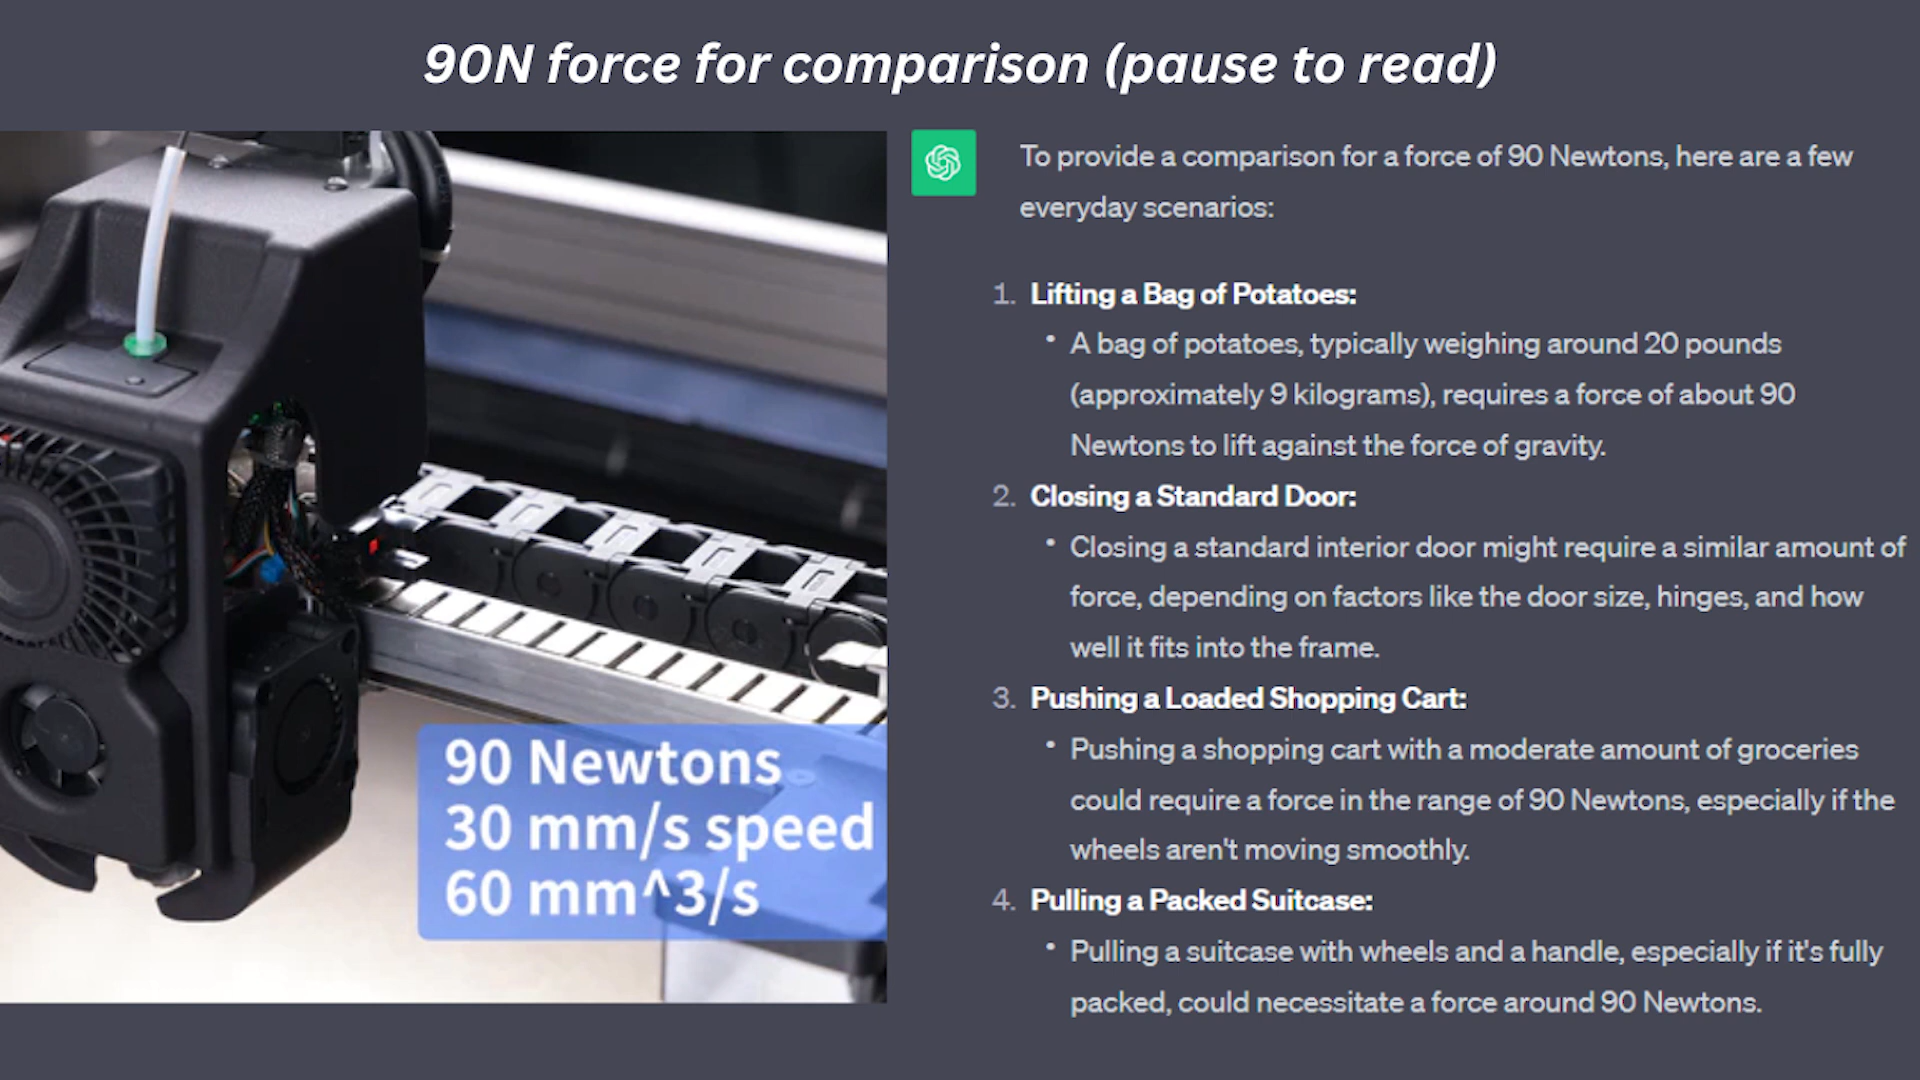 90N force for comparison (pause to read)
To provide a comparison for a force of 90 Newtons, here are a few
everyday scenarios:
1. Lifting a Bag of Potatoes:
• A bag of potatoes, typically weighing around 20 pounds
(approximately 9 kilograms), requires a force of about 90
Newtons to lift against the force of gravity.
2. Closing a Standard Door:
• Closing a standard interior door might require a similar amount of
force, depending on factors like the door size, hinges, and how
well it fits into the frame.
3. Pushing a Loaded Shopping Cart:
• Pushing a shopping cart with a moderate amount of groceries
could require a force in the range of 90 Newtons, especially if the
wheels aren't moving smoothly.
4. Pulling a Packed Suitcase:
• Pulling a suitcase with wheels and a handle, especially if it's fully
packed, could necessitate a force around 90 Newtons.
90 Newtons
30 mm/s speed
60 mm^3/s